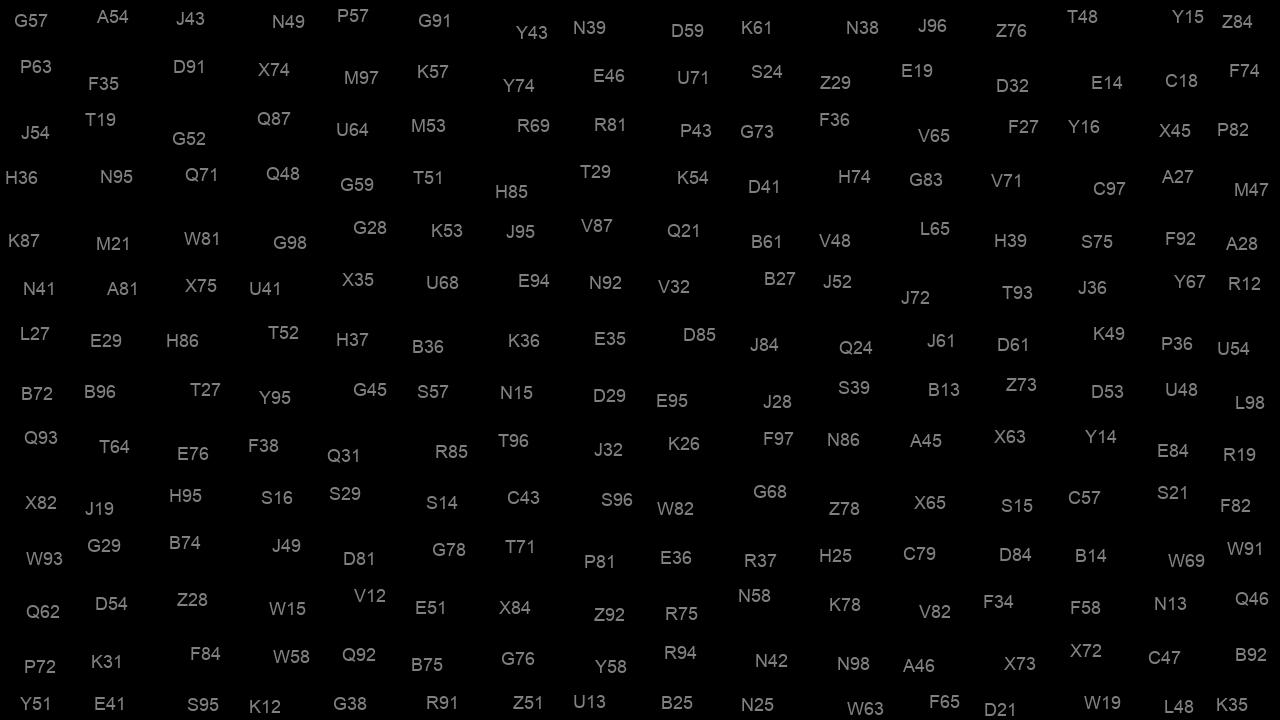 G57 A54 J43 N49 P57 G91 Y43 N39 D59 K61 N38 J96 Z76 T48 Y15 Z84
P63 F35 D91 X74 M97 K57 Y74 E46 U71 S24 Z29 E19 D32 E14 C18 F74
J54 T19 G52 Q87 U64 M53 R69 R81 P43 G73 F36 V65 F27 Y16 X45 P82
H36 N95 Q71 Q48 G59 T51 H85 T29 K54 D41 H74 G83 V71 C97 A27 M47
K87 M21 W81 G98 G28 K53 J95 V87 Q21 B61 V48 L65 H39 S75 F92 A28
N41 A81 X75 U41 X35 U68 E94 N92 V32 B27 J52 J72 T93 J36 Y67 R12
L27 E29 H86 T52 H37 B36 K36 E35 D85 J84 Q24 J61 D61 K49 P36 U54
B72 B96 T27 Y95 G45 S57 N15 D29 E95 J28 S39 B13 Z73 D53 U48 L98
Q93 T64 E76 F38 Q31 R85 T96 J32 K26 F97 N86 A45 X63 Y14 E84 R19
X82 J19 H95 S16 S29 S14 C43 S96 W82 G68 Z78 X65 S15 C57 S21 F82
W93 G29 B74 J49 D81 G78 T71 P81 E36 R37 H25 C79 D84 B14 W69 W91
Q62 D54 Z28 W15 V12 E51 X84 Z92 R75 N58 K78 V82 F34 F58 N13 Q46
P72 K31 F84 W58 Q92 B75 G76 Y58 R94 N42 N98 A46 X73 X72 C47 B92
Y51 E41 S95 K12 G38 R91 Z51 U13 B25 N25 W63 F65 D21 W19 L48 K35